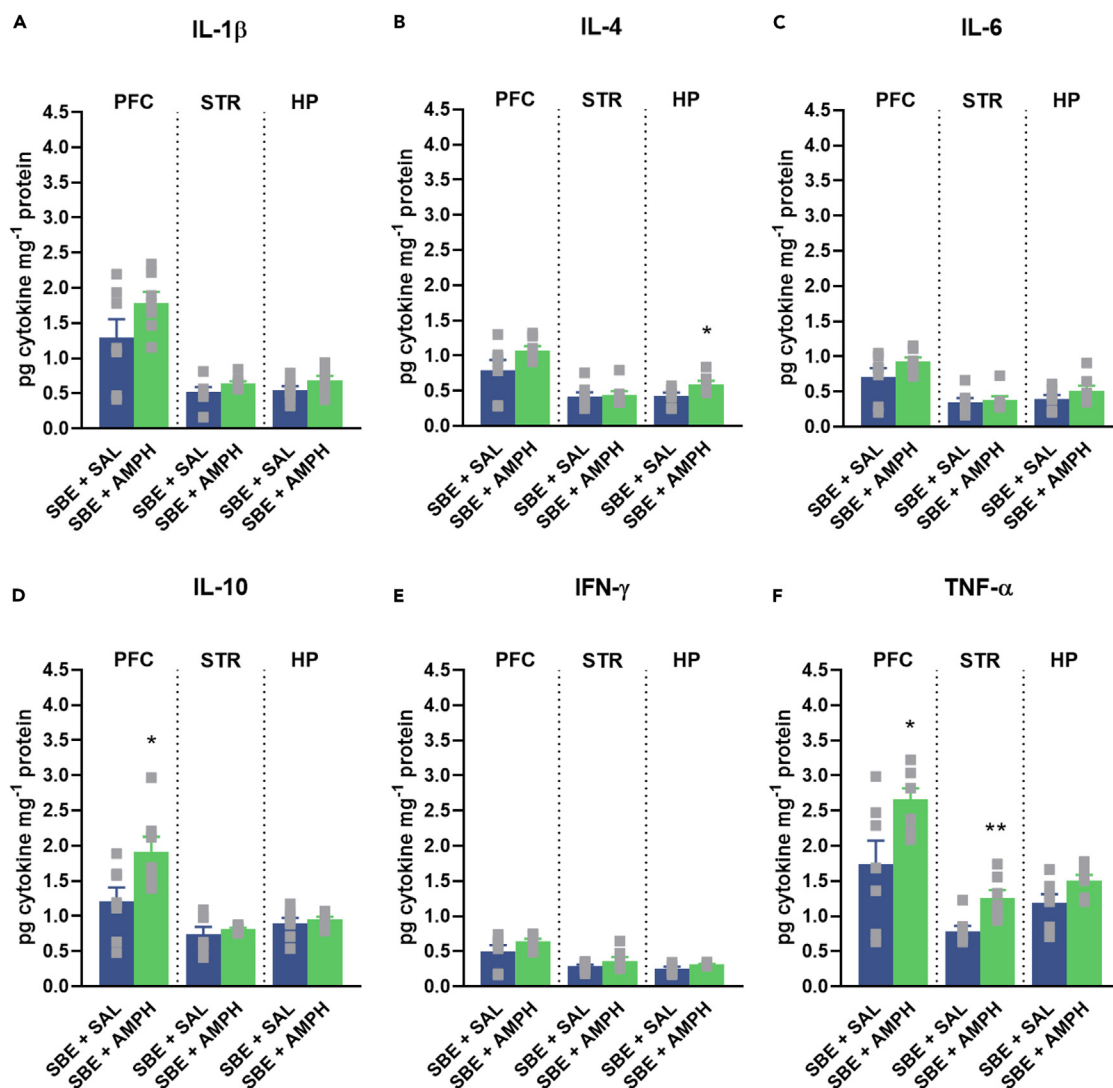 A
IL-1β
PFC STR HP
pg cytokine mg⁻¹ protein
4.5
4.0
3.5
3.0
2.5
2.0
1.5
1.0
0.5
0.0
SBE + SAL
SBE + AMPH
SBE + SAL
SBE + AMPH
SBE + SAL
SBE + AMPH
B
IL-4
PFC STR HP
pg cytokine mg⁻¹ protein
4.5
4.0
3.5
3.0
2.5
2.0
1.5
1.0
0.5
0.0
*
SBE + SAL
SBE + AMPH
SBE + SAL
SBE + AMPH
SBE + SAL
SBE + AMPH
C
IL-6
PFC STR HP
pg cytokine mg⁻¹ protein
4.5
4.0
3.5
3.0
2.5
2.0
1.5
1.0
0.5
0.0
SBE + SAL
SBE + AMPH
SBE + SAL
SBE + AMPH
SBE + SAL
SBE + AMPH
D
IL-10
PFC STR HP
pg cytokine mg⁻¹ protein
4.5
4.0
3.5
3.0
2.5
2.0
1.5
1.0
0.5
0.0
*
SBE + SAL
SBE + AMPH
SBE + SAL
SBE + AMPH
SBE + SAL
SBE + AMPH
E
IFN-γ
PFC STR HP
pg cytokine mg⁻¹ protein
4.5
4.0
3.5
3.0
2.5
2.0
1.5
1.0
0.5
0.0
SBE + SAL
SBE + AMPH
SBE + SAL
SBE + AMPH
SBE + SAL
SBE + AMPH
F
TNF-α
PFC STR HP
pg cytokine mg⁻¹ protein
4.5
4.0
3.5
3.0
2.5
2.0
1.5
1.0
0.5
0.0
*
**
SBE + SAL
SBE + AMPH
SBE + SAL
SBE + AMPH
SBE + SAL
SBE + AMPH